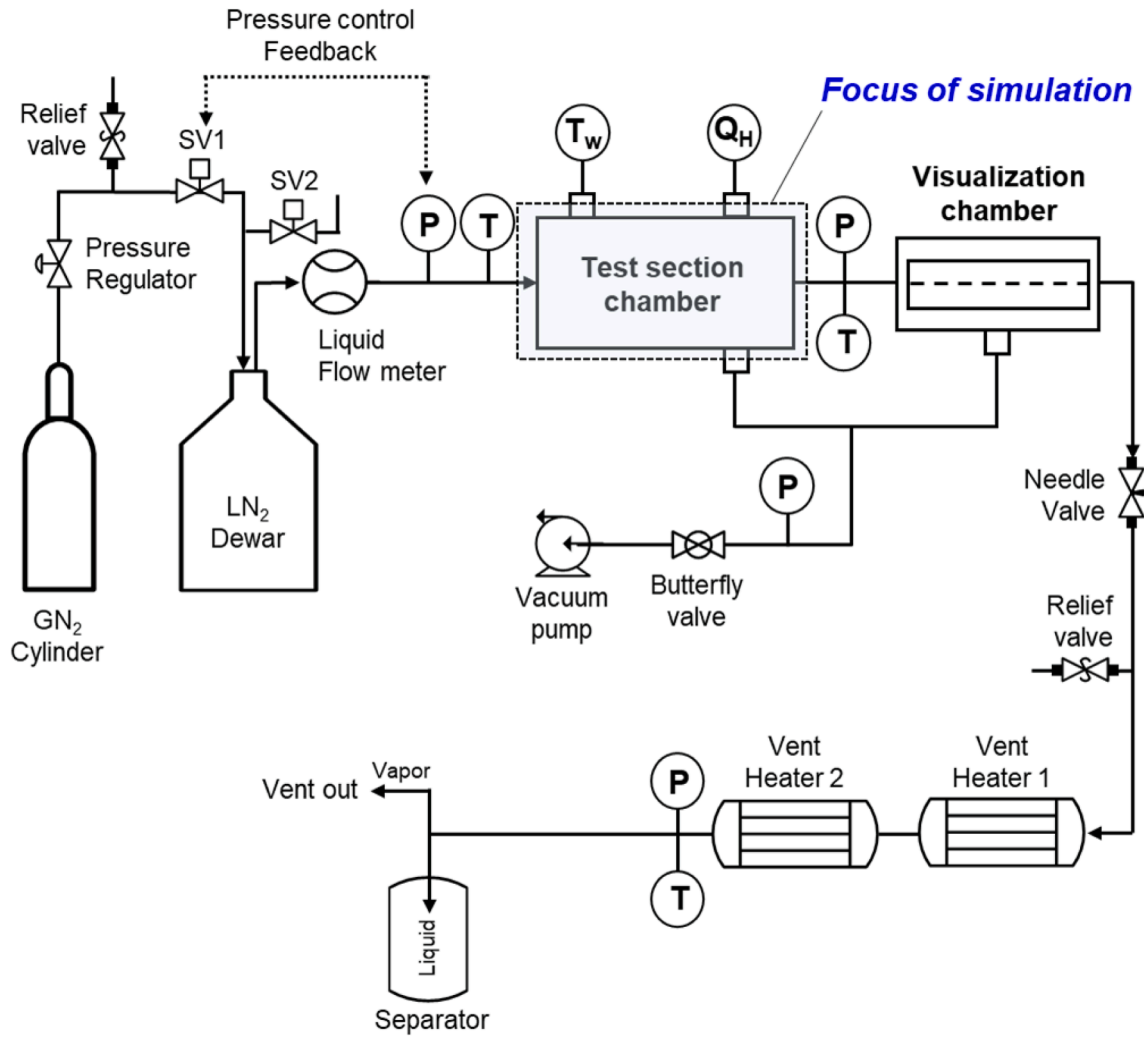 Pressure control
Feedback
Relief
valve
SV1
SV2
Focus of simulation
T_w
Q_H
Visualization
chamber
P
T
P
Pressure
Regulator
Test section
chamber
Liquid
Flow meter
T
LN₂
Dewar
P
Needle
Valve
Vacuum
pump
Butterfly
valve
GN₂
Cylinder
Relief
valve
Vent
Heater 2
Vent
Heater 1
Vapor
Vent out
P
T
Liquid
Separator